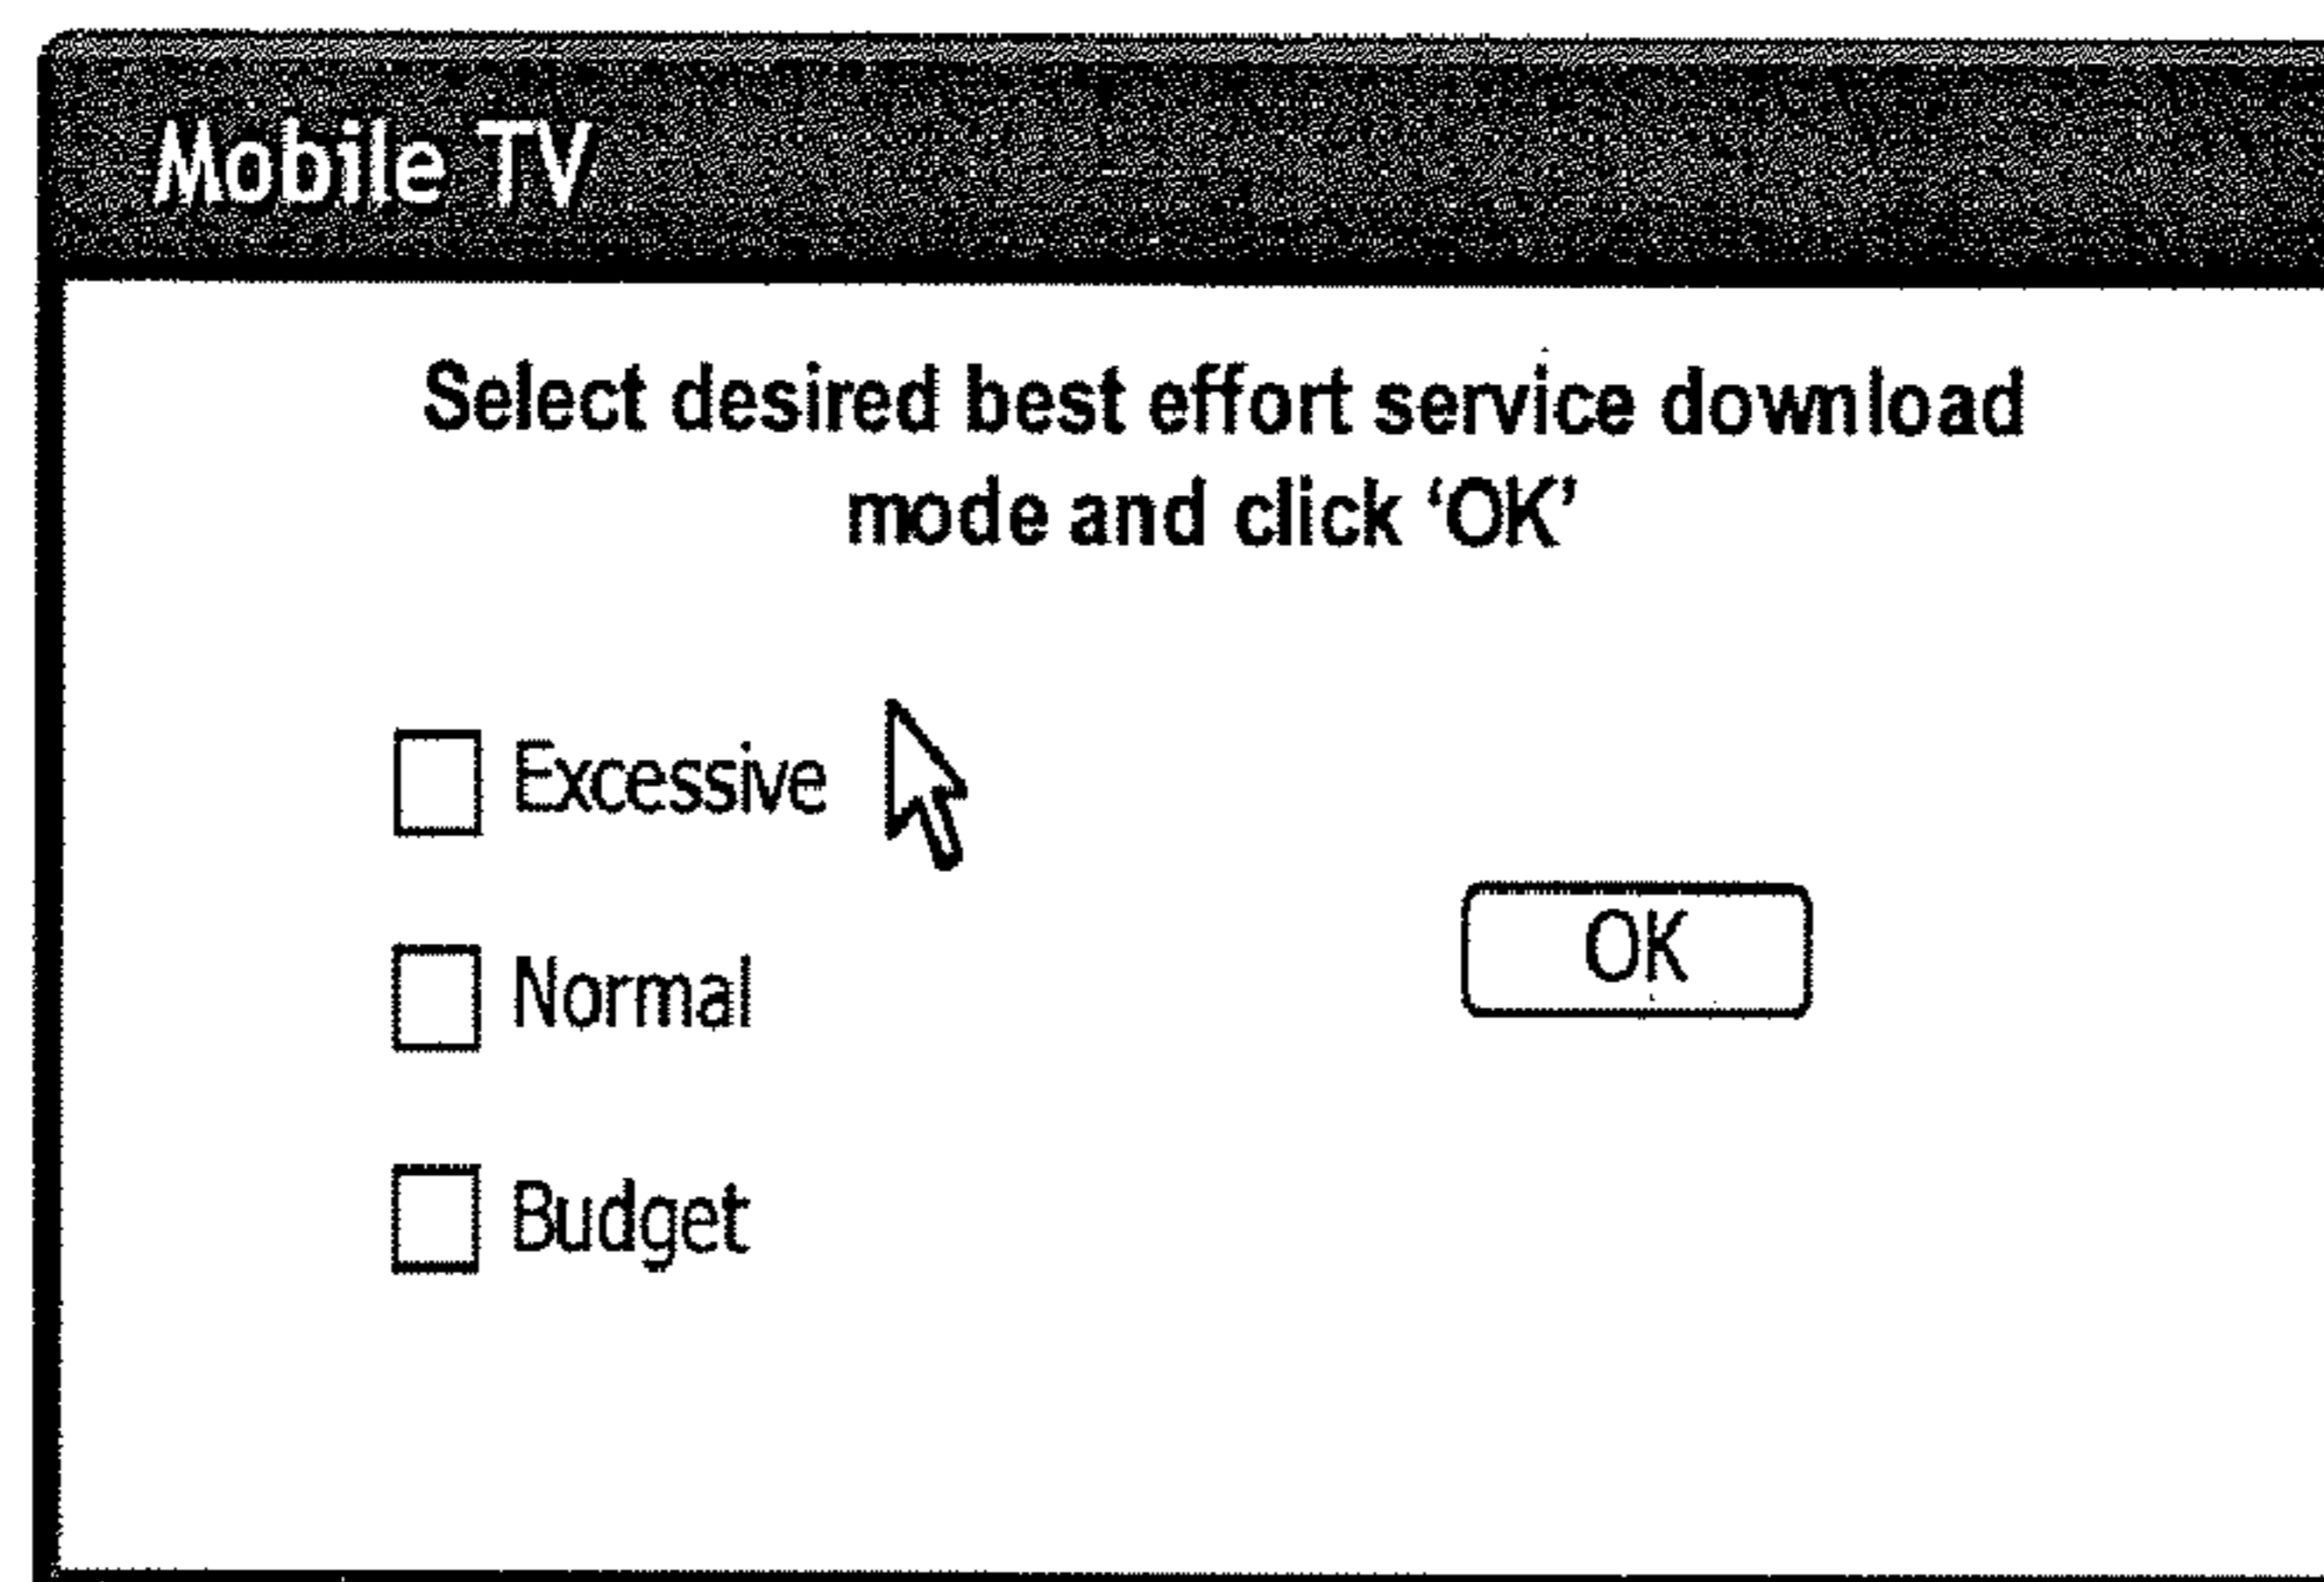 Mobile TV
Select desired best effort service download
mode and click ‘OK’
Excessive
Normal
OK
Budget